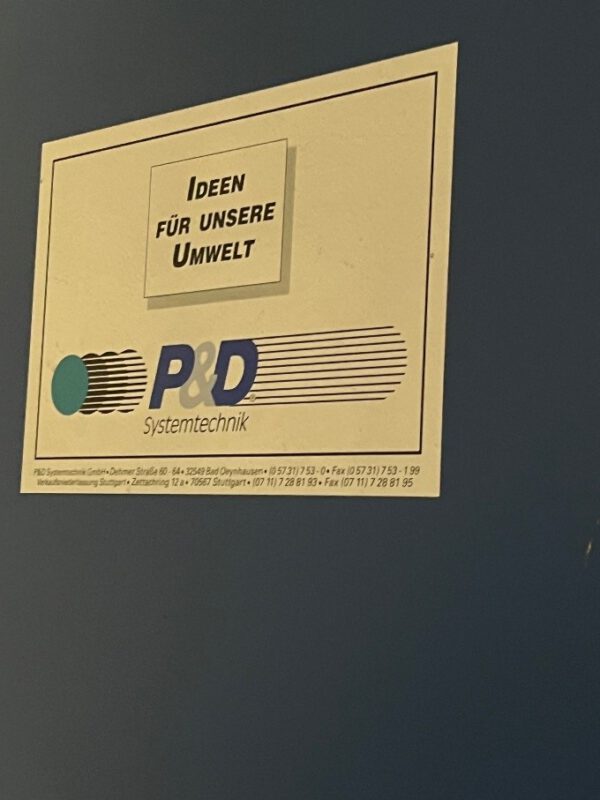 IDEEN
FÜR UNSERE
UMWELT
P&D®
Systemtechnik
P&D Systemtechnik GmbH • Dehmer Straße 60 - 64 • 32549 Bad Oeynhausen • (0 57 31) 7 53 - 0 • Fax (0 57 31) 7 53 - 1 99
Verkaufsniederlassung Stuttgart • Zettachring 12 a • 70567 Stuttgart • (07 11) 7 28 81 93 • Fax (07 11) 7 28 81 95